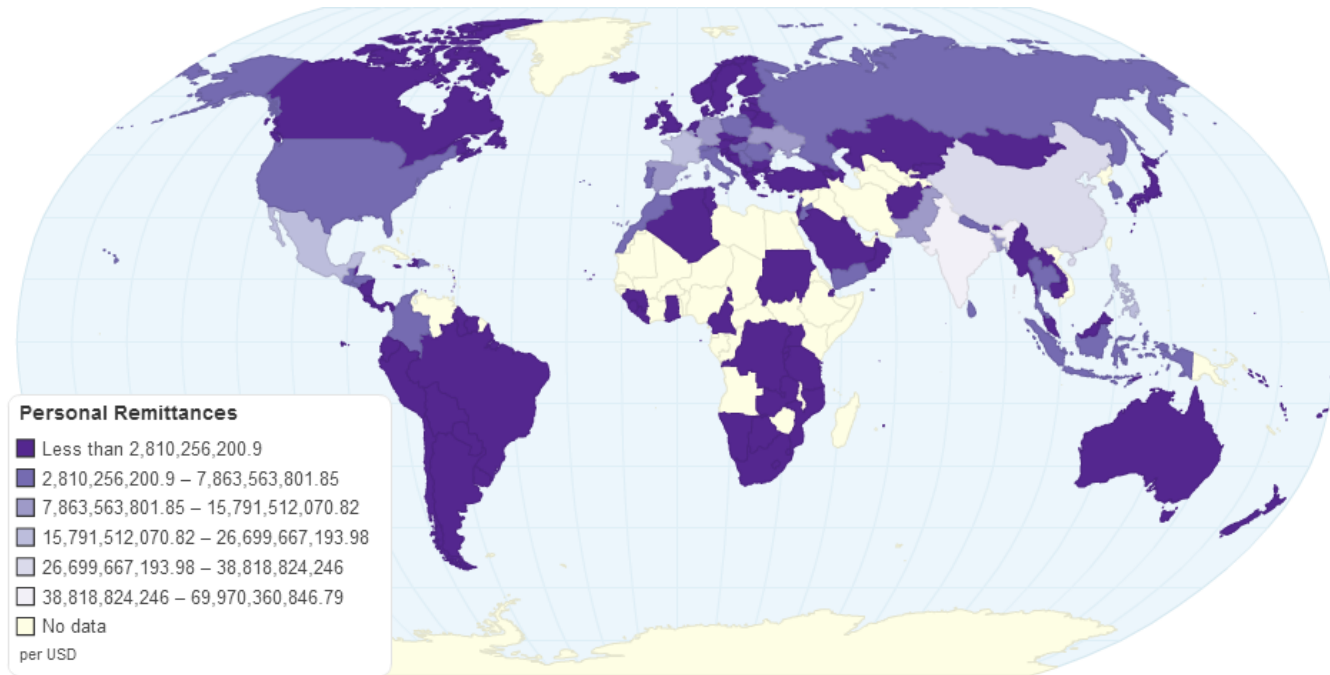 Personal Remittances
Less than 2,810,256,200.9
2,810,256,200.9 – 7,863,563,801.85
7,863,563,801.85 – 15,791,512,070.82
15,791,512,070.82 – 26,699,667,193.98
26,699,667,193.98 – 38,818,824,246
38,818,824,246 – 69,970,360,846.79
No data
per USD